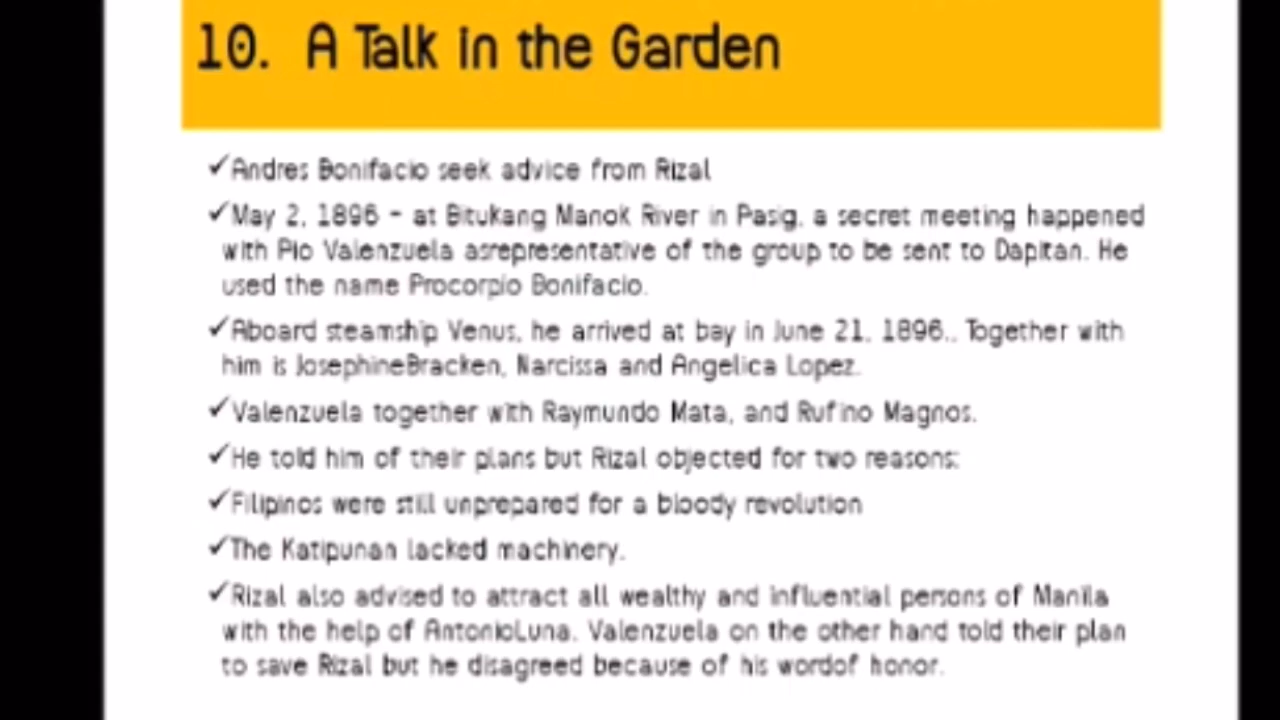 10. A Talk in the Garden
✓Andres Bonifacio seek advice from Rizal
✓May 2, 1896 - at Bitukang Manok River in Pasig, a secret meeting happened
with Pio Valenzuela asrepresentative of the group to be sent to Dapitan. He
used the name Procorpio Bonifacio.
✓Aboard steamship Venus, he arrived at bay in June 21, 1896.. Together with
him is JosephineBracken, Narcissa and Angelica Lopez.
✓Valenzuela together with Raymundo Mata, and Rufino Magnos.
✓He told him of their plans but Rizal objected for two reasons:
✓Filipinos were still unprepared for a bloody revolution
✓The Katipunan lacked machinery.
✓Rizal also advised to attract all wealthy and influential persons of Manila
with the help of AntonioLuna. Valenzuela on the other hand told their plan
to save Rizal but he disagreed because of his wordof honor.